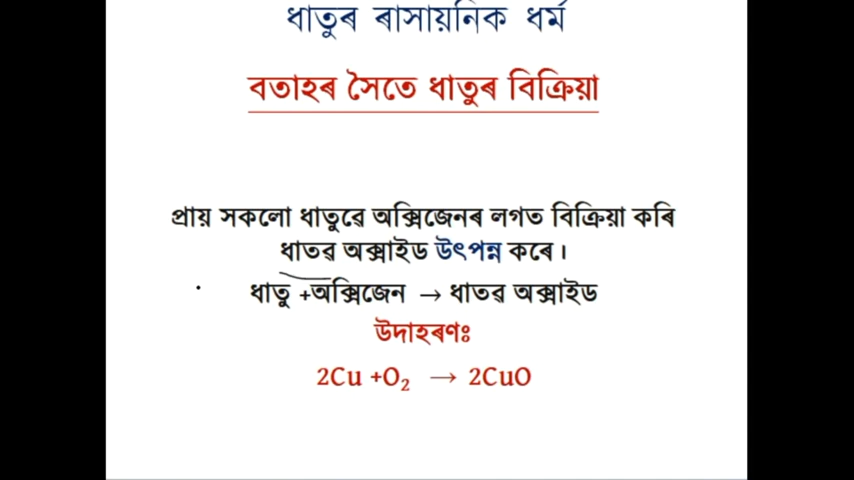 ধাতুৰ ৰাসায়নিক ধৰ্ম
বতাহৰ সৈতে ধাতুৰ বিক্ৰিয়া
প্ৰায় সকলো ধাতুৱে অক্সিজেনৰ লগত বিক্ৰিয়া কৰি
ধাতৱ অক্সাইড উৎপন্ন কৰে।
ধাতু +অক্সিজেন → ধাতৱ অক্সাইড
উদাহৰণঃ
2Cu +O₂ → 2CuO